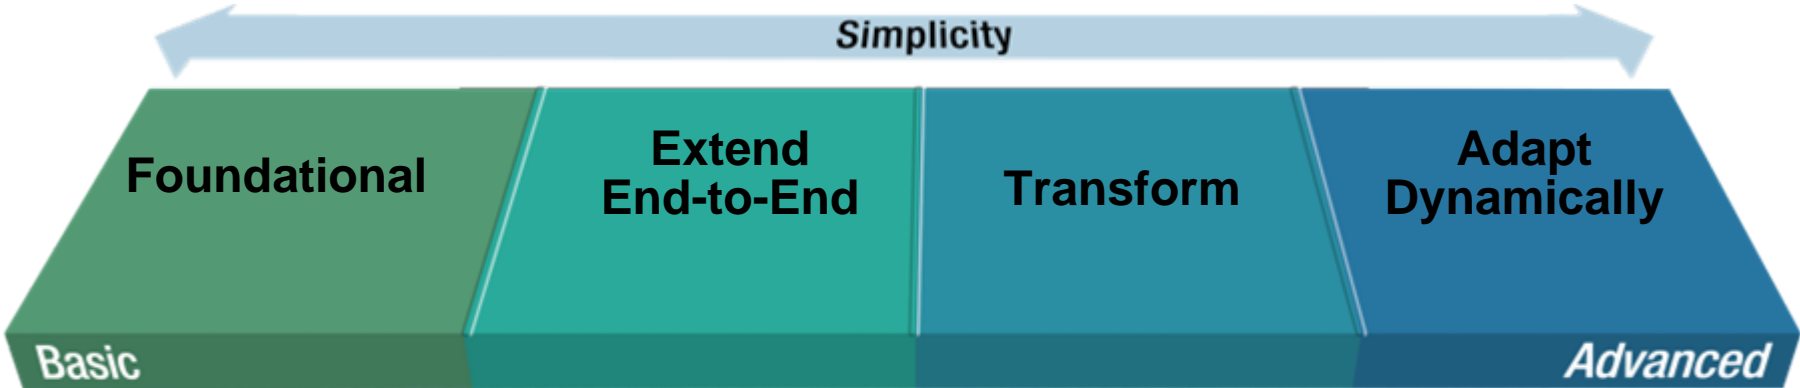 Simplicity
Foundational
Extend
End-to-End
Transform
Adapt
Dynamically
Basic
Advanced